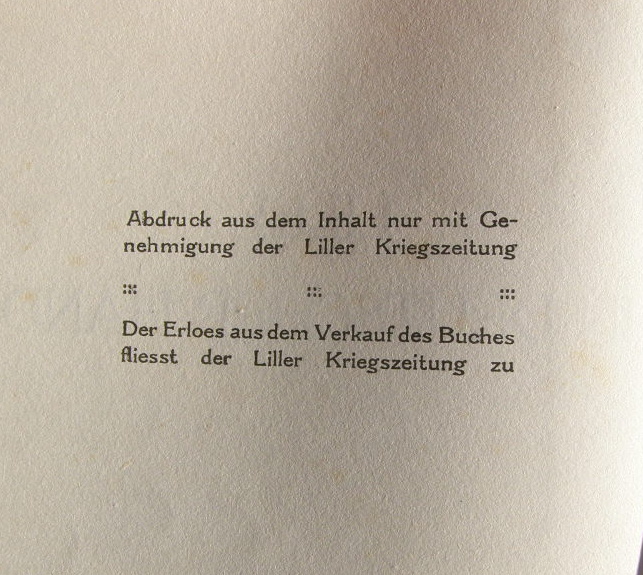 Abdruck aus dem Inhalt nur mit Ge-
nehmigung der Liller Kriegszeitung
Der Erloes aus dem Verkauf des Buches
fliesst der Liller Kriegszeitung zu